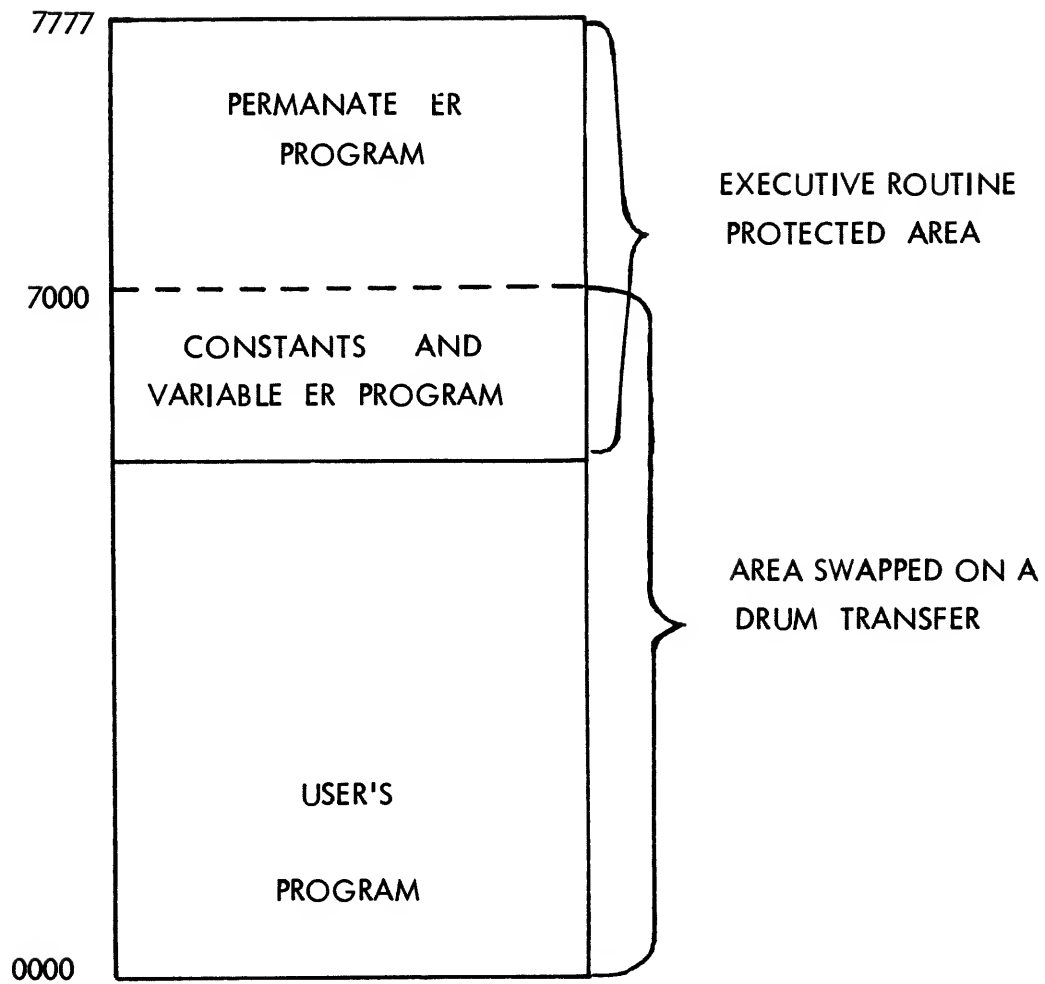 7777
PERMANATE ER
PROGRAM
EXECUTIVE ROUTINE
PROTECTED AREA
7000
CONSTANTS AND
VARIABLE ER PROGRAM
AREA SWAPPED ON A
DRUM TRANSFER
USER'S
PROGRAM
0000